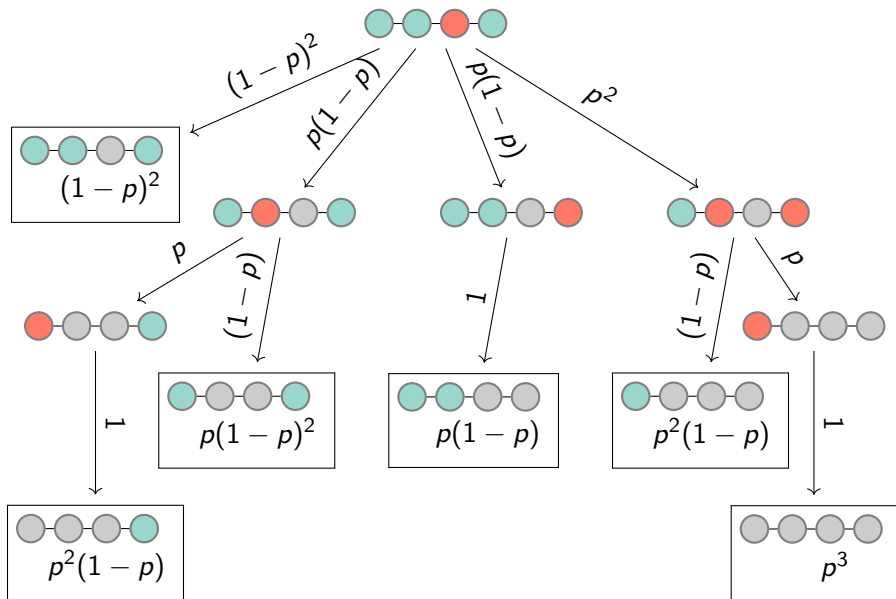 (1 − p)²
p(1 − p)
p(1 − p)
p²
(1 − p)²
p
(1 − p)
1
(1 − p)
p
p(1 − p)²
p(1 − p)
p²(1 − p)
1
1
p²(1 − p)
p³